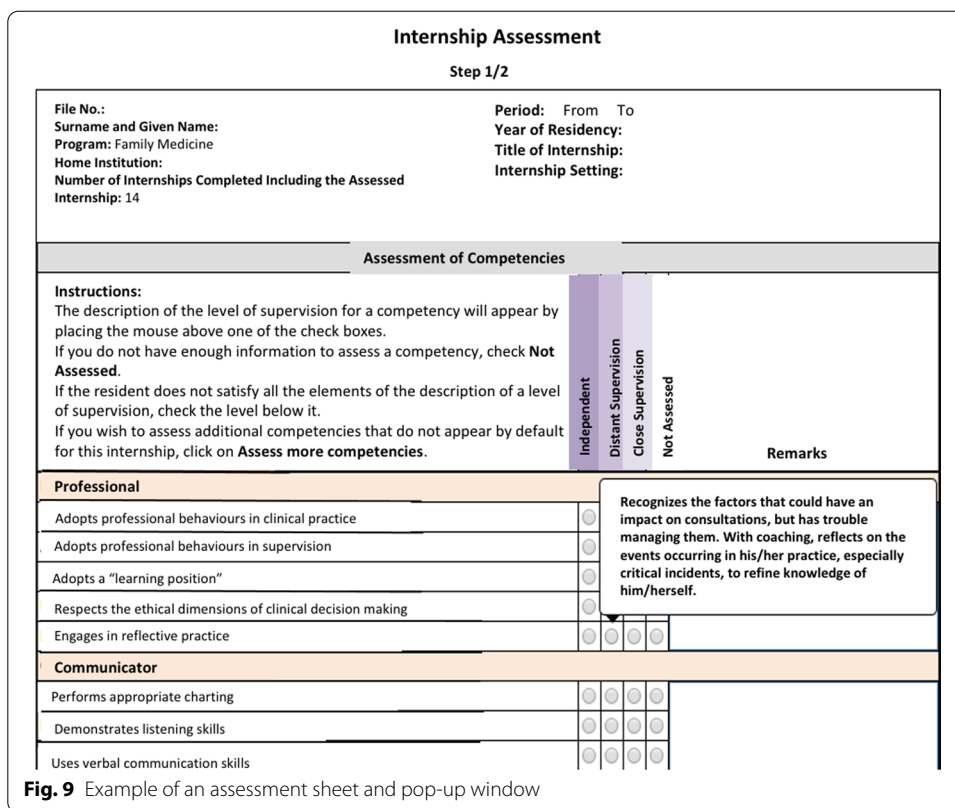 Internship Assessment
Step 1/2
File No.:
Surname and Given Name:
Program: Family Medicine
Home Institution:
Number of Internships Completed Including the Assessed
Internship: 14
Period: From To
Year of Residency:
Title of Internship:
Internship Setting:
Assessment of Competencies
Instructions:
The description of the level of supervision for a competency will appear by
placing the mouse above one of the check boxes.
If you do not have enough information to assess a competency, check Not
Assessed.
If the resident does not satisfy all the elements of the description of a level
of supervision, check the level below it.
If you wish to assess additional competencies that do not appear by default
for this internship, click on Assess more competencies.
Independent
Distant Supervision
Close Supervision
Not Assessed
Remarks
Professional
Recognizes the factors that could have an
impact on consultations, but has trouble
managing them. With coaching, reflects on the
events occurring in his/her practice, especially
critical incidents, to refine knowledge of
him/herself.
Adopts professional behaviours in clinical practice
Adopts professional behaviours in supervision
Adopts a “learning position”
Respects the ethical dimensions of clinical decision making
Engages in reflective practice
Communicator
Performs appropriate charting
Demonstrates listening skills
Uses verbal communication skills
Fig. 9 Example of an assessment sheet and pop-up window